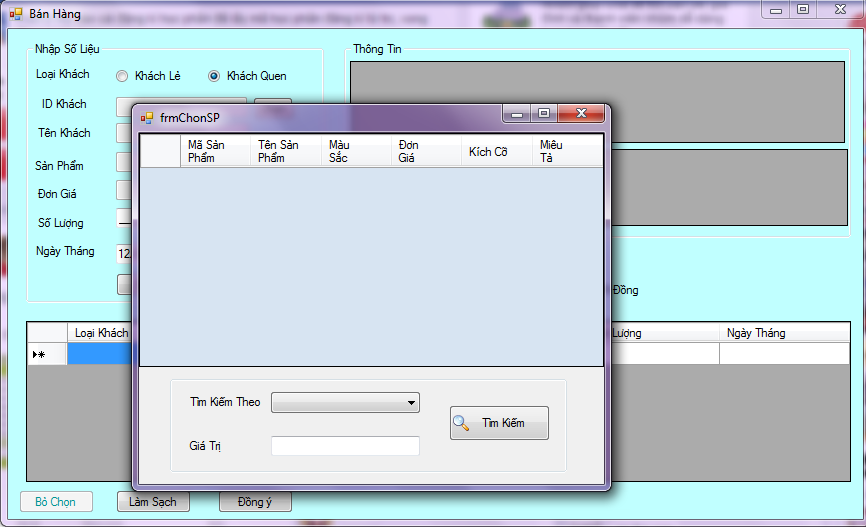 Bán Hàng
Nhập Số Liệu
Thông Tin
Loại Khách
Khách Lẻ
Khách Quen
ID Khách
Tên Khách
Sản Phẩm
Đơn Giá
Số Lượng
Ngày Tháng
12
Đồng
frmChonSP
Mã Sản Phẩm
Tên Sản Phẩm
Màu Sắc
Đơn Giá
Kích Cỡ
Miêu Tả
Tìm Kiếm Theo
Tìm Kiếm
Giá Trị
Loại Khách
Lượng
Ngày Tháng
Bỏ Chọn
Làm Sạch
Đồng ý